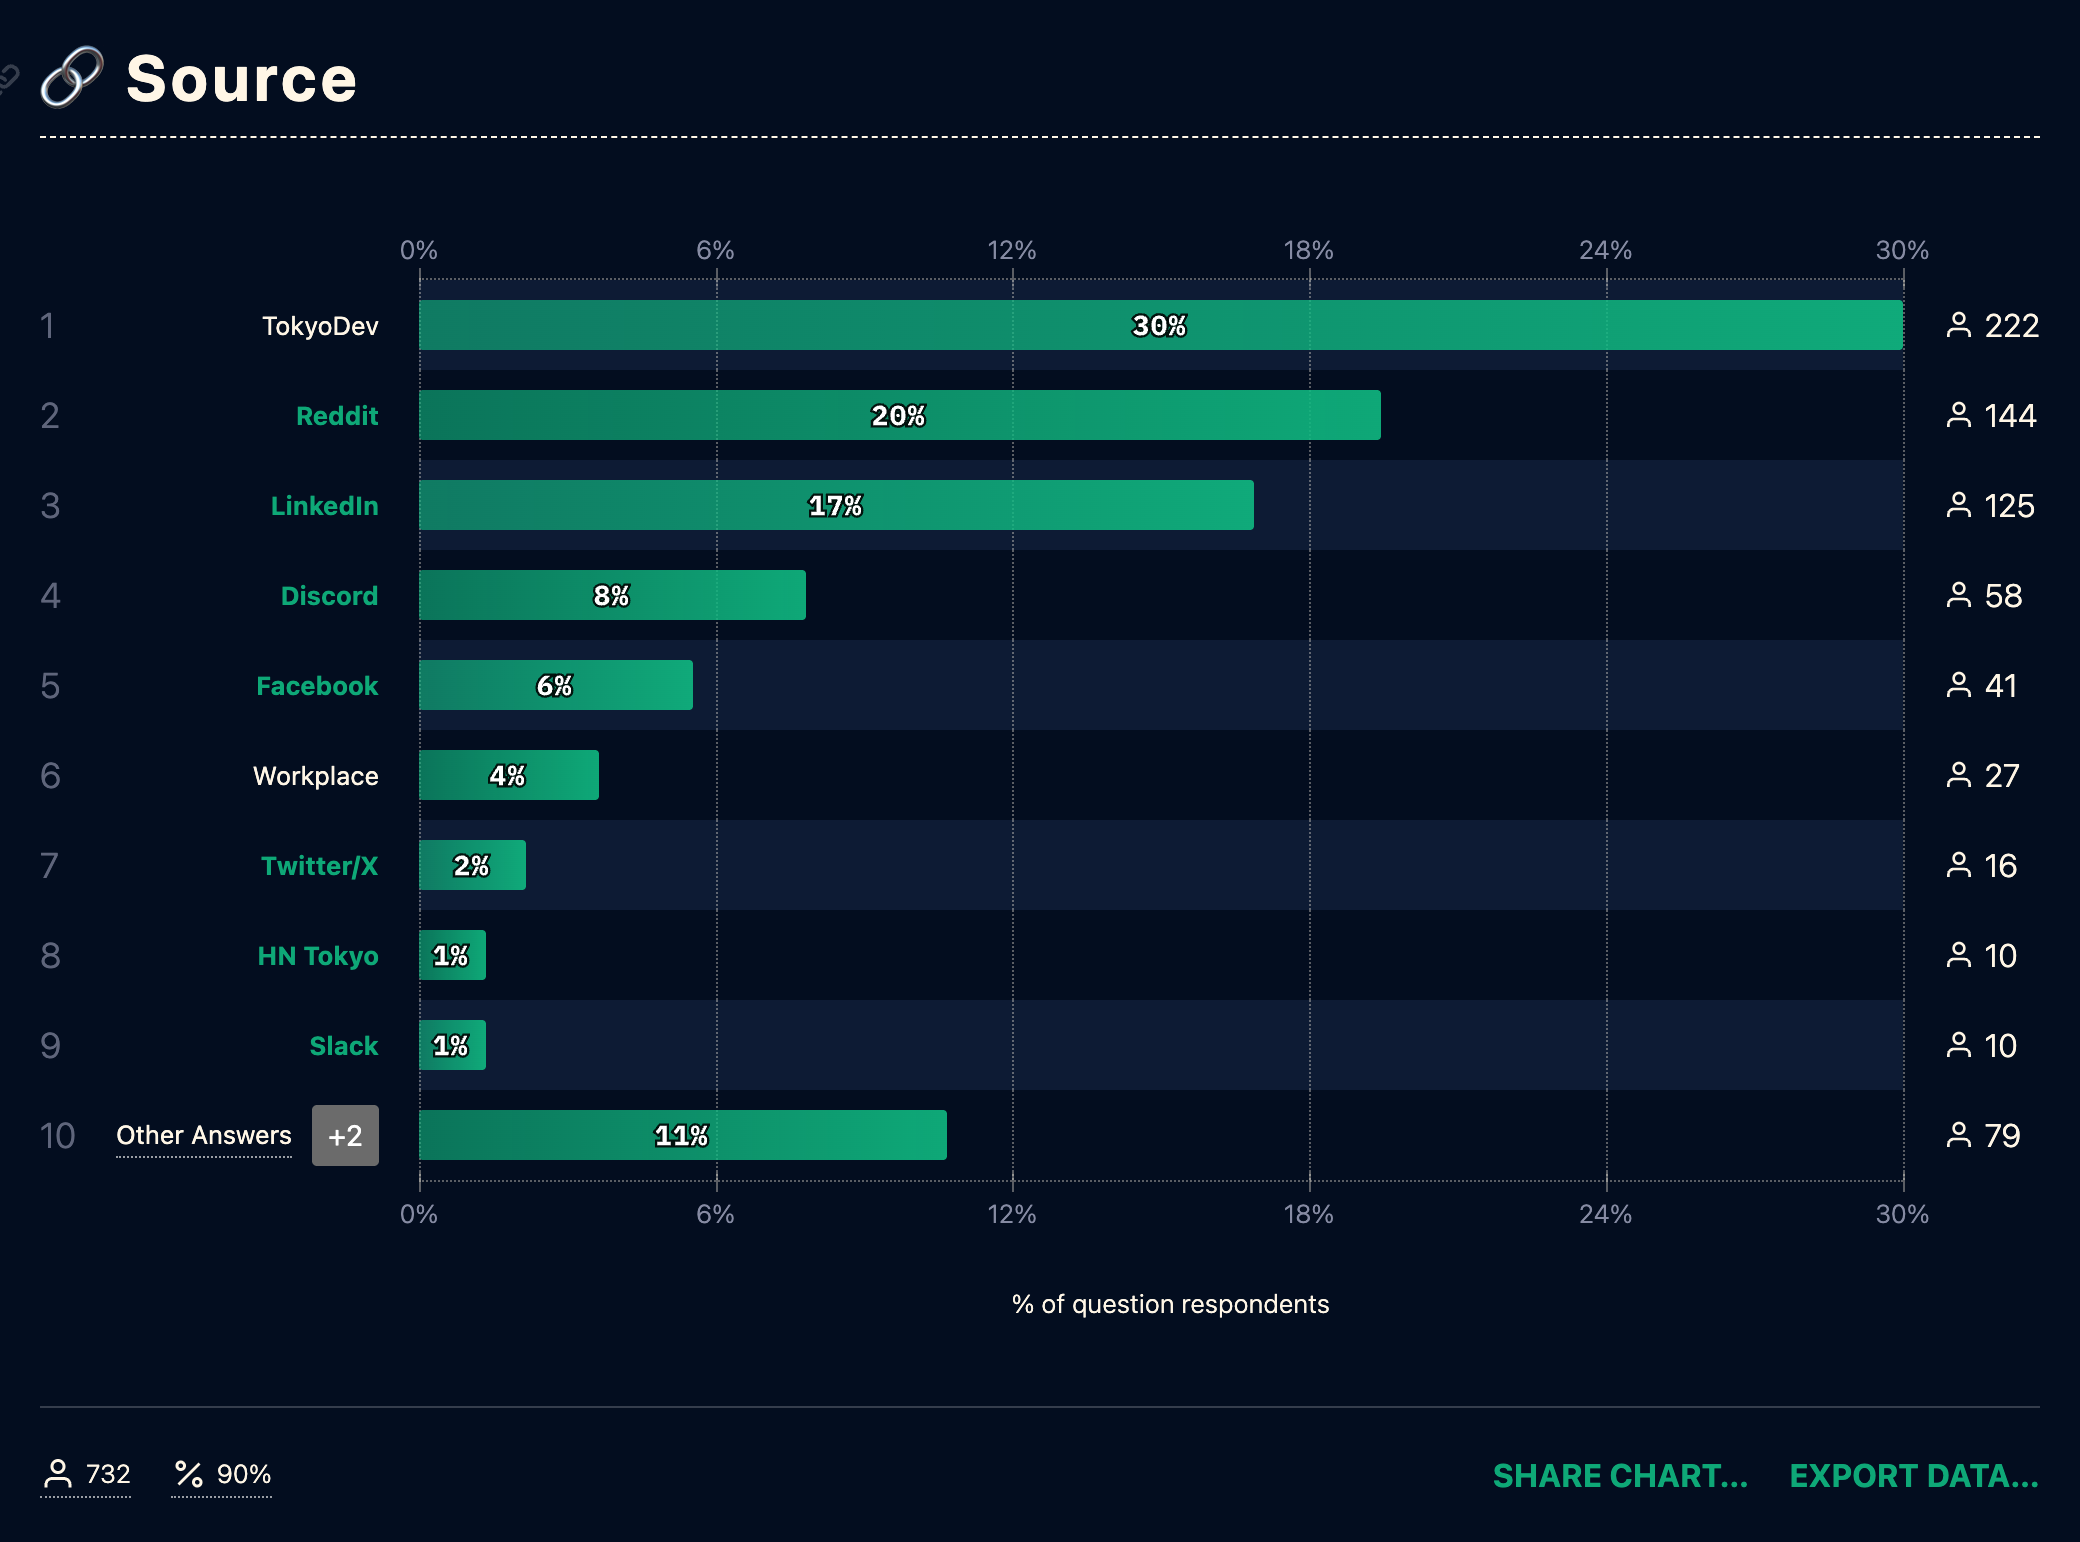 Source
0% 6% 12% 18% 24% 30%
1 TokyoDev 30% 222
2 Reddit 20% 144
3 LinkedIn 17% 125
4 Discord 8% 58
5 Facebook 6% 41
6 Workplace 4% 27
7 Twitter/X 2% 16
8 HN Tokyo 1% 10
9 Slack 1% 10
10 Other Answers +2 11% 79
0% 6% 12% 18% 24% 30%
% of question respondents
732 % 90% SHARE CHART... EXPORT DATA...